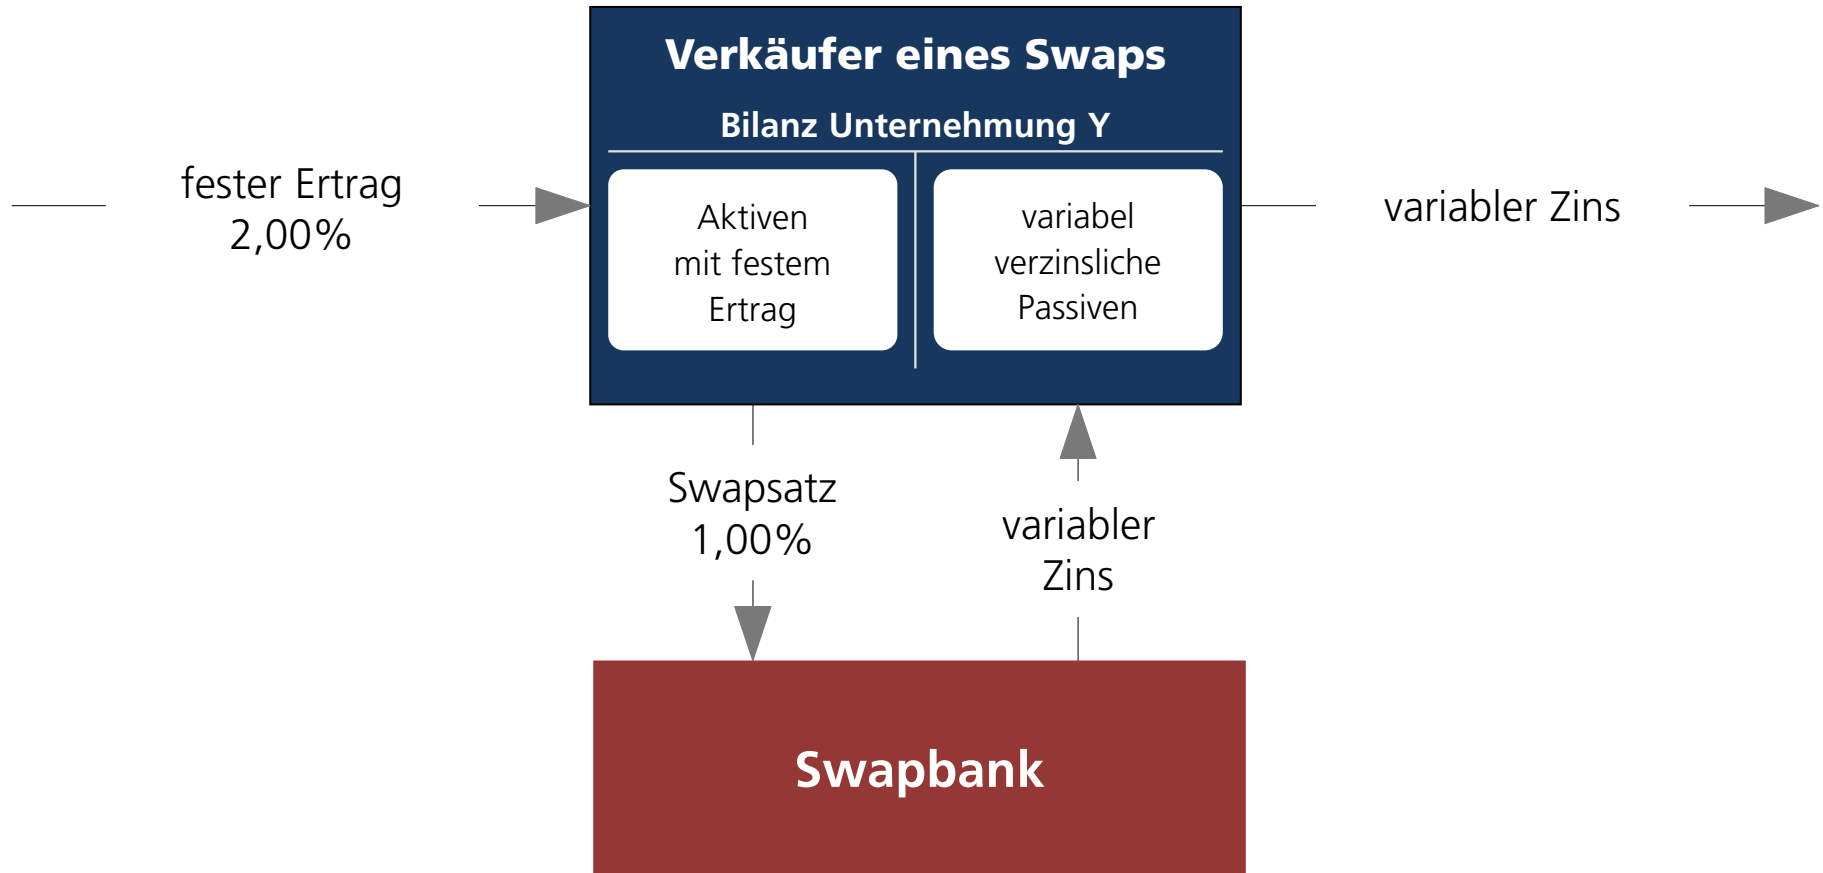 Verkäufer eines Swaps
Bilanz Unternehmung Y
fester Ertrag
2,00%
Aktiven
mit festem
Ertrag
variabel
verzinsliche
Passiven
variabler Zins
Swapsatz
1,00%
variabler
Zins
Swapbank